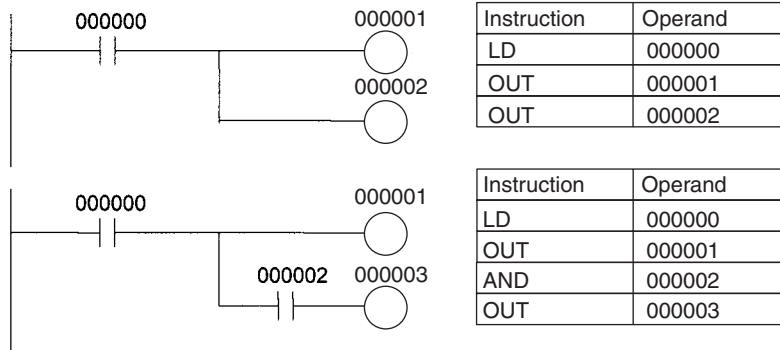 000000
000001
000002
Instruction Operand
LD 000000
OUT 000001
OUT 000002
000000
000001
000002 000003
Instruction Operand
LD 000000
OUT 000001
AND 000002
OUT 000003